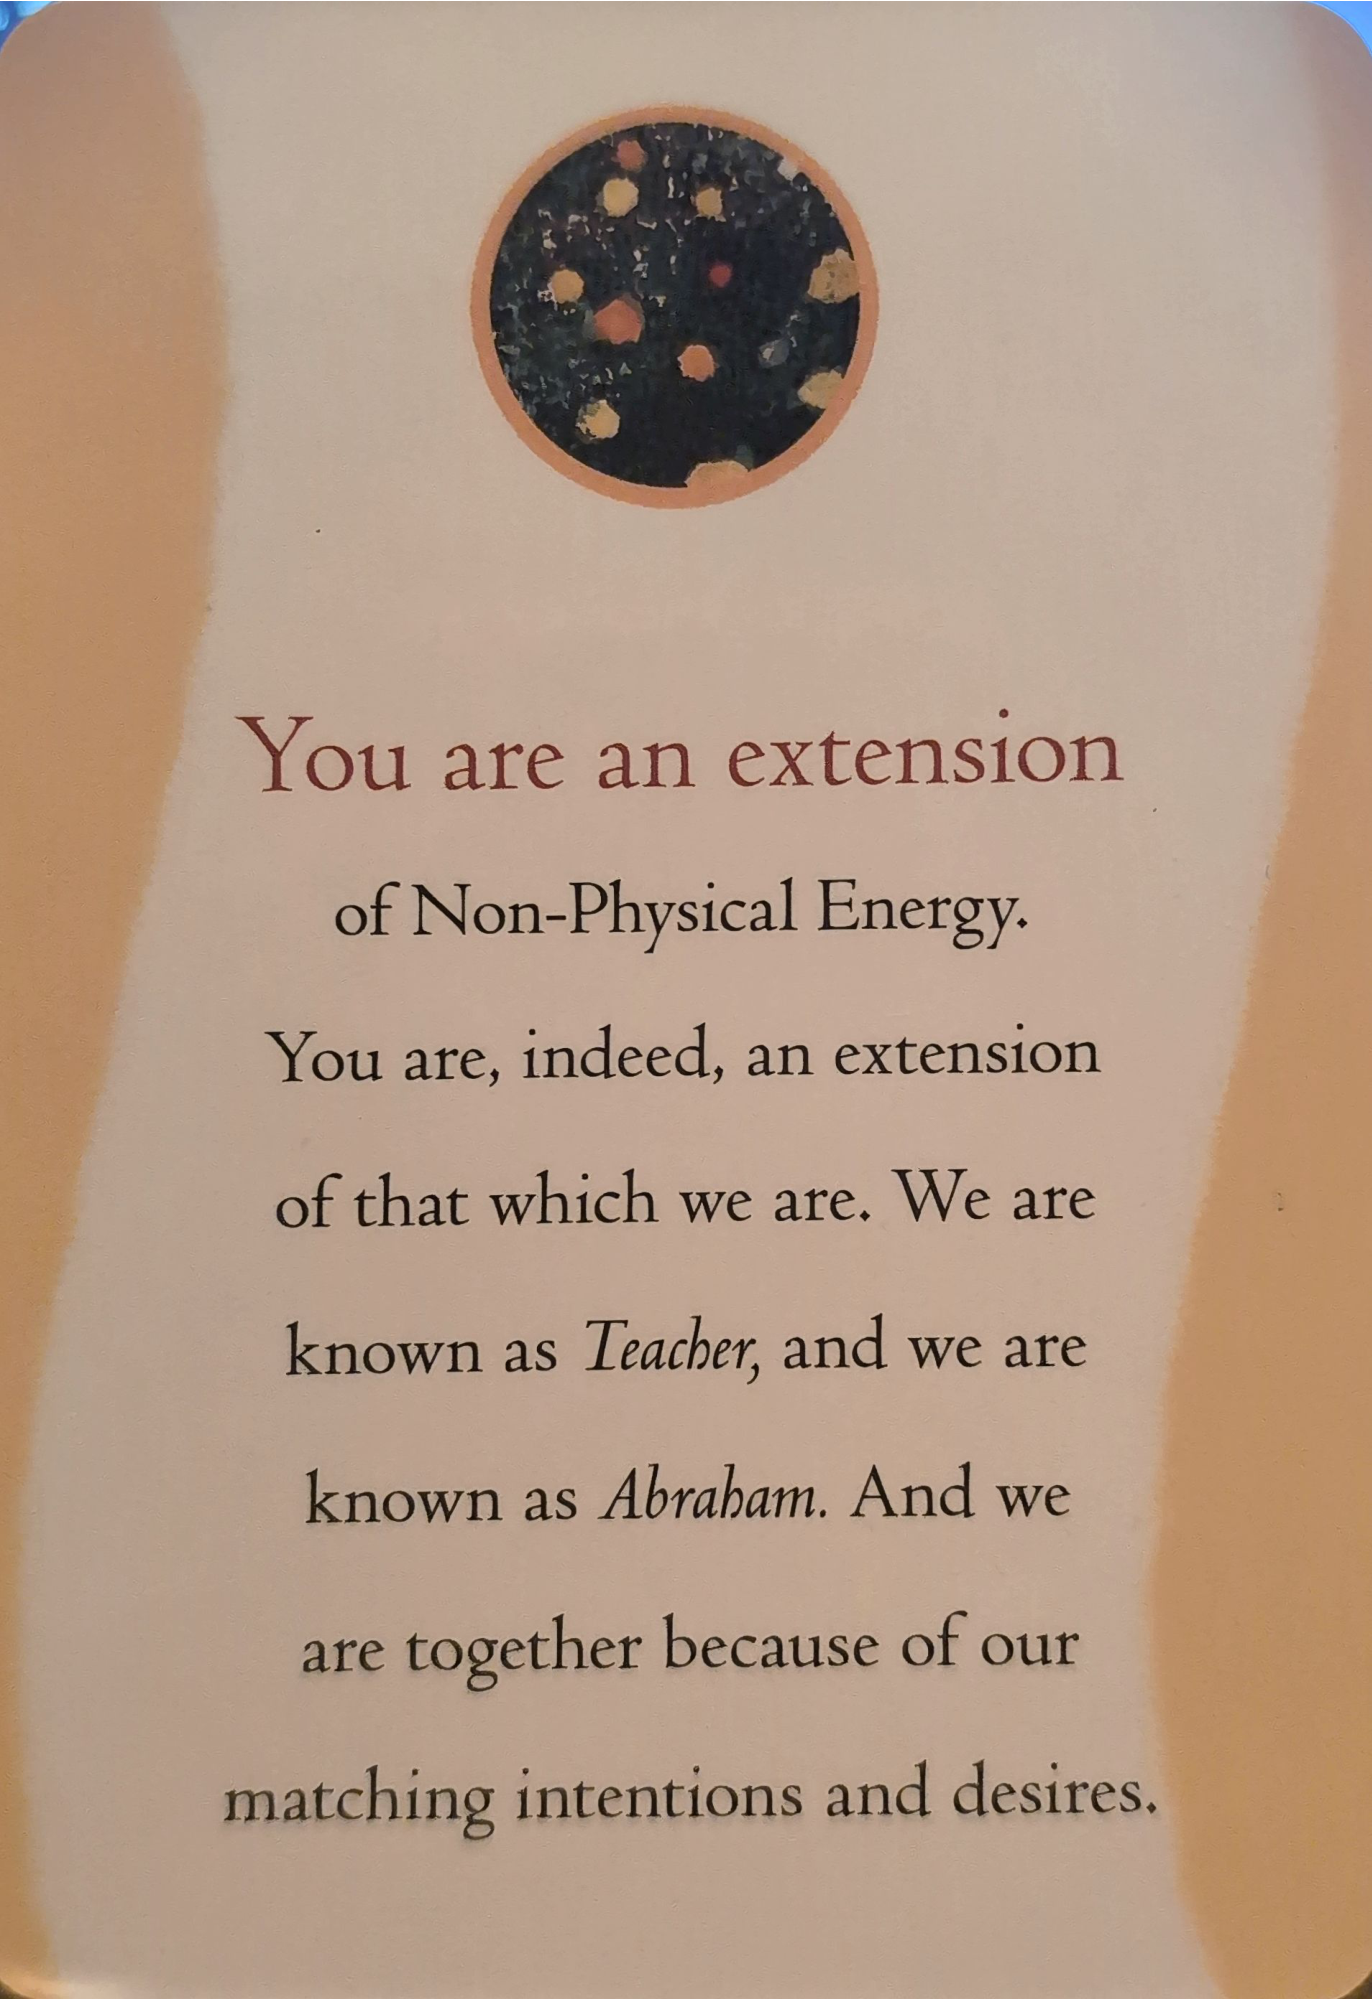 You are an extension
of Non-Physical Energy.
You are, indeed, an extension
of that which we are. We are
known as Teacher, and we are
known as Abraham. And we
are together because of our
matching intentions and desires.